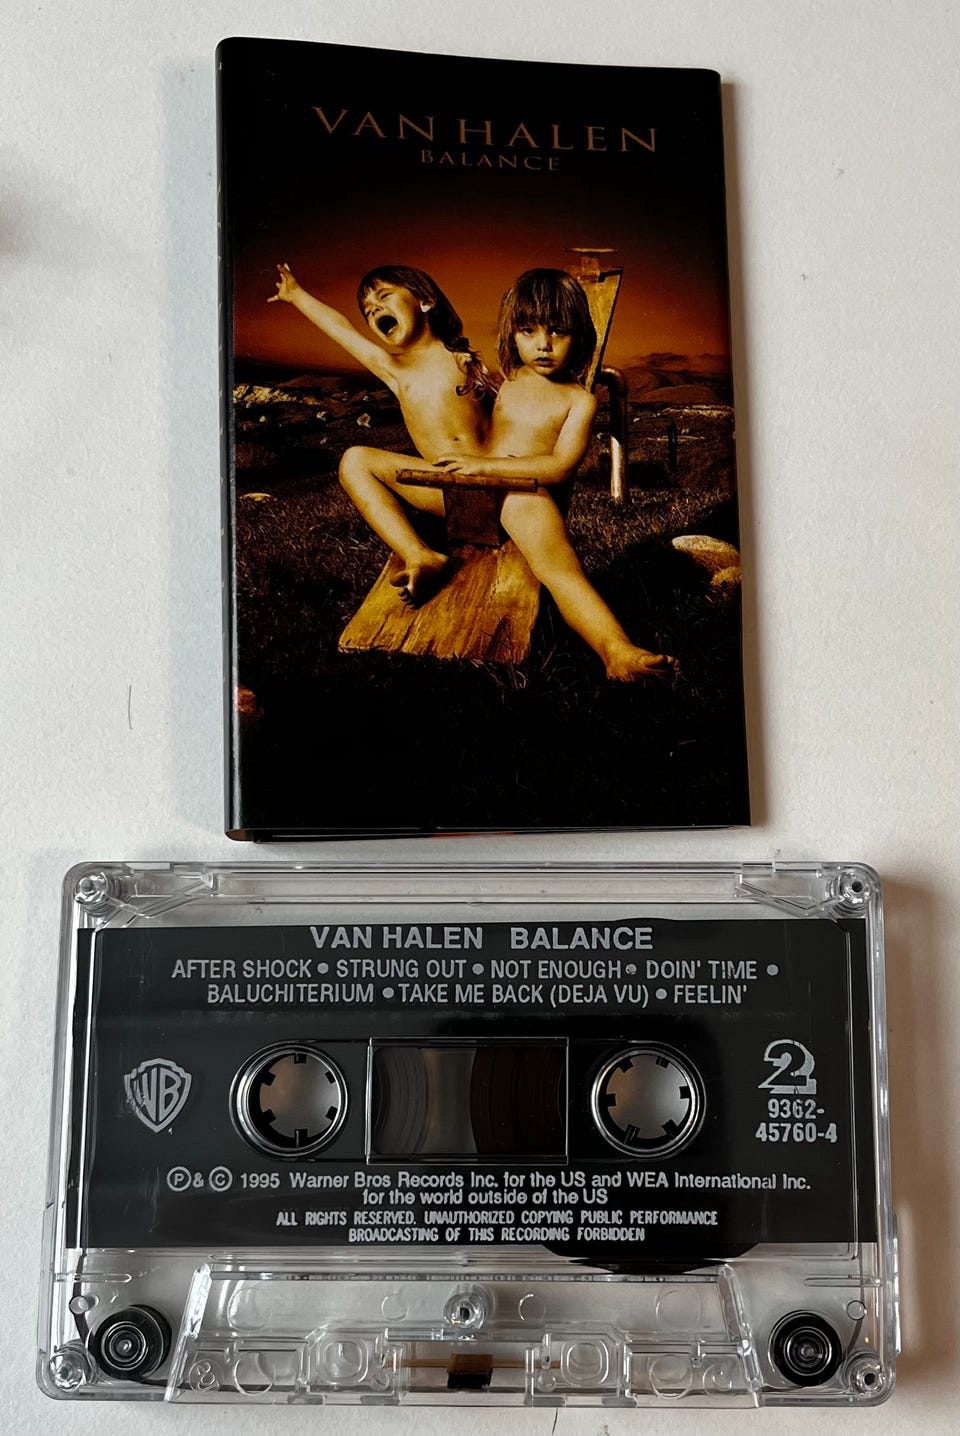 VAN HALEN
BALANCE
VAN HALEN BALANCE
AFTER SHOCK • STRUNG OUT • NOT ENOUGH • DOIN' TIME •
BALUCHITERIUM • TAKE ME BACK (DEJA VU) • FEELIN'
WB
2
9362-
45760-4
℗ & © 1995 Warner Bros Records Inc. for the US and WEA International Inc.
for the world outside of the US
ALL RIGHTS RESERVED. UNAUTHORIZED COPYING PUBLIC PERFORMANCE
BROADCASTING OF THIS RECORDING FORBIDDEN